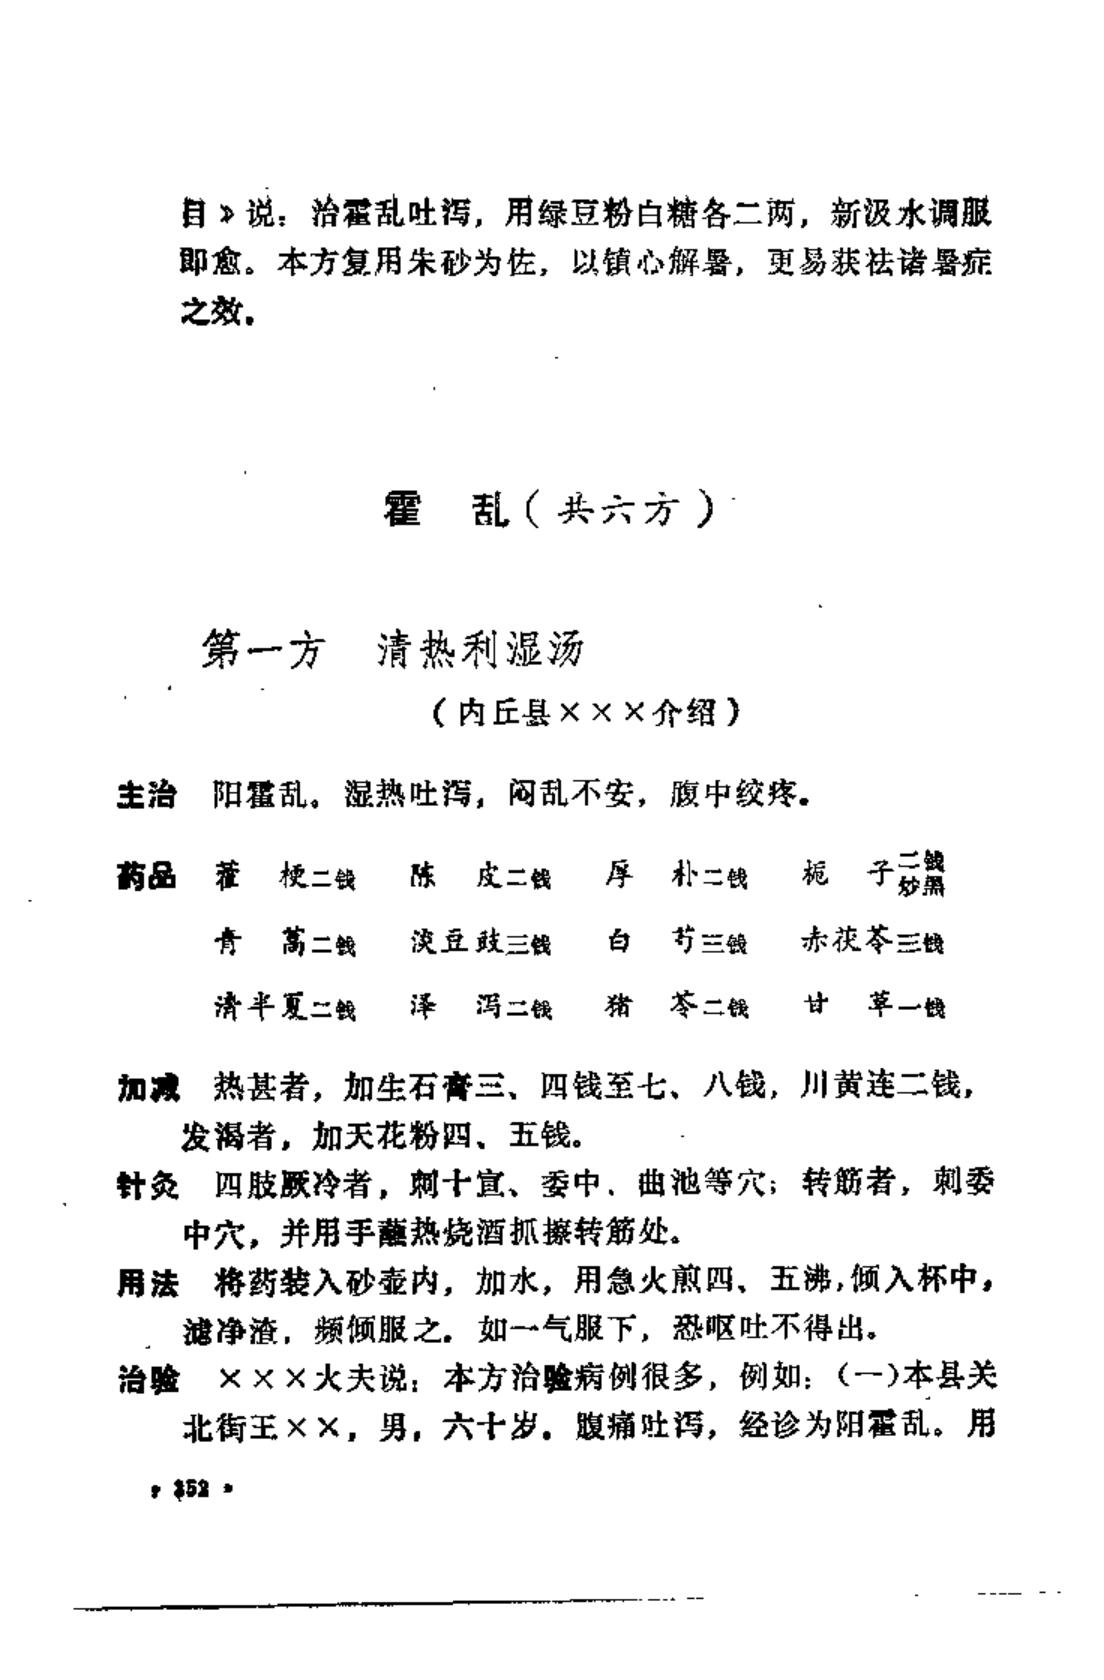 目》说：治霍乱吐泻，用绿豆粉白糖各二两，新汲水调服
即愈。本方复用朱砂为佐，以镇心解暑，更易获祛诸暑症
之效。
霍　乱（共六方）
第一方　清热利湿汤
（内丘县×××介绍）
主治　阳霍乱。湿热吐泻，闷乱不安，腹中绞疼。
药品　藿　梗二钱　陈　皮二钱　厚　朴二钱　栀　子二钱炒黑
青　蒿二钱　淡豆豉三钱　白　芍三钱　赤茯苓三钱
清半夏二钱　泽　泻二钱　猪　苓二钱　甘　草一钱
加减　热甚者，加生石膏三、四钱至七、八钱，川黄连二钱，
发渴者，加天花粉四、五钱。
针灸　四肢厥冷者，刺十宣、委中、曲池等穴；转筋者，刺委
中穴，并用手蘸热烧酒抓擦转筋处。
用法　将药装入砂壶内，加水，用急火煎四、五沸，倾入杯中，
滤净渣，频倾服之。如一气服下，恐呕吐不得出。
治验　×××火夫说：本方治验病例很多，例如：（一）本县关
北街王××，男，六十岁。腹痛吐泻，经诊为阳霍乱。用
· 352 ·